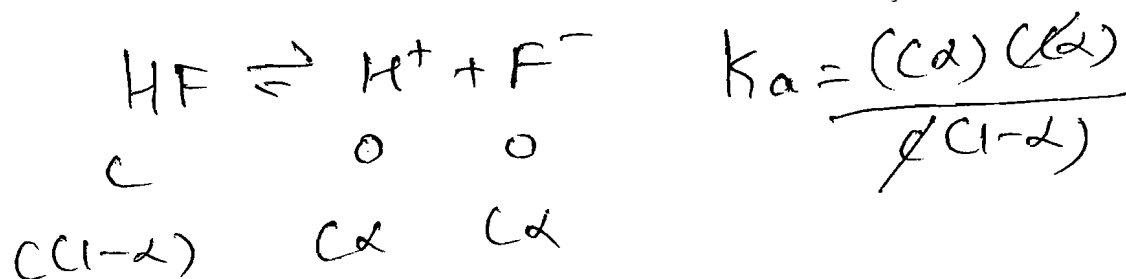 HF ⇌ H⁺ + F⁻
C 0 0
C(1-α) Cα Cα
Ka = (Cα)(Cα)
C(1-α)